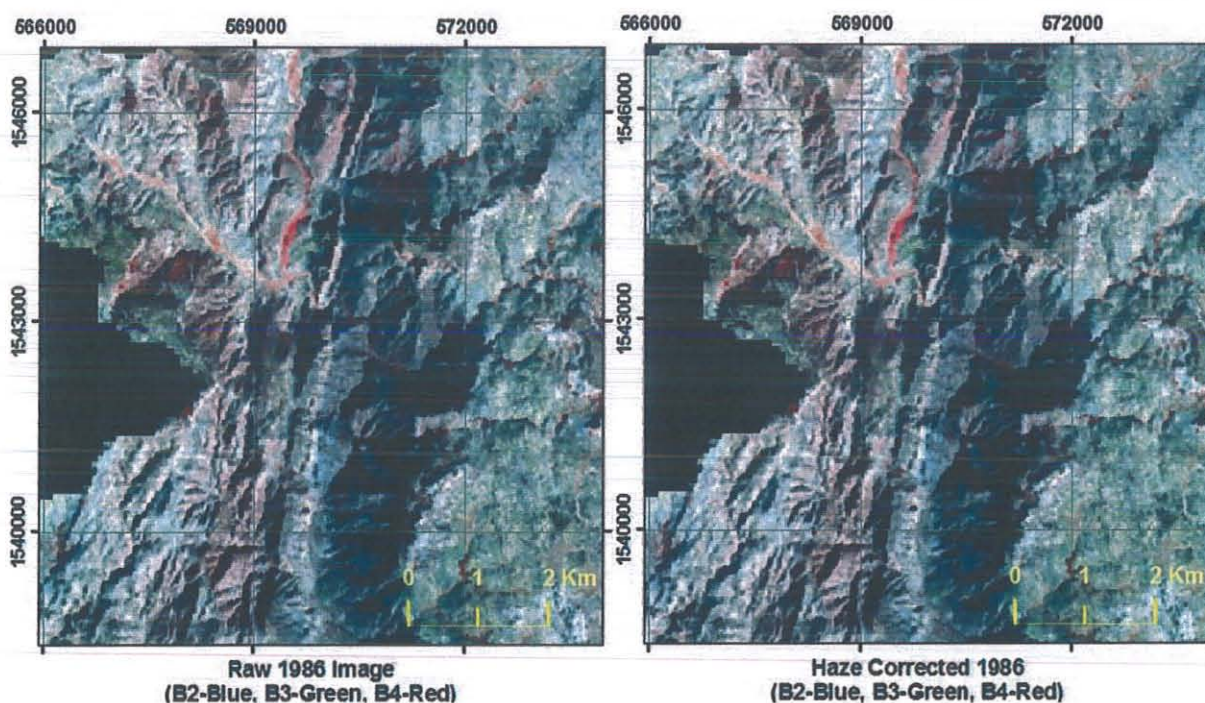 566000 569000 572000 566000 569000 572000
1546000 1546000
1543000 1543000
1540000 1540000
0 1 2 Km 0 1 2 Km
Raw 1986 Image Haze Corrected 1986
(B2-Blue, B3-Green, B4-Red) (B2-Blue, B3-Green, B4-Red)